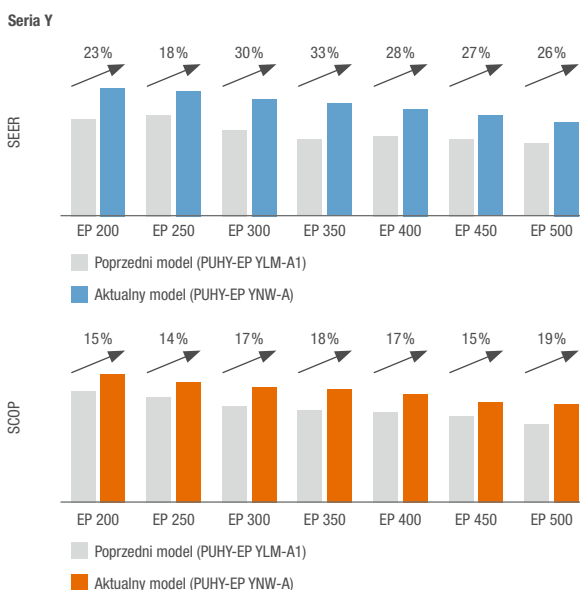 Seria Y
23% 18% 30% 33% 28% 27% 26%
SEER
EP 200 EP 250 EP 300 EP 350 EP 400 EP 450 EP 500
Poprzedni model (PUHY-EP YLM-A1)
Aktualny model (PUHY-EP YNW-A)
15% 14% 17% 18% 17% 15% 19%
SCOP
EP 200 EP 250 EP 300 EP 350 EP 400 EP 450 EP 500
Poprzedni model (PUHY-EP YLM-A1)
Aktualny model (PUHY-EP YNW-A)